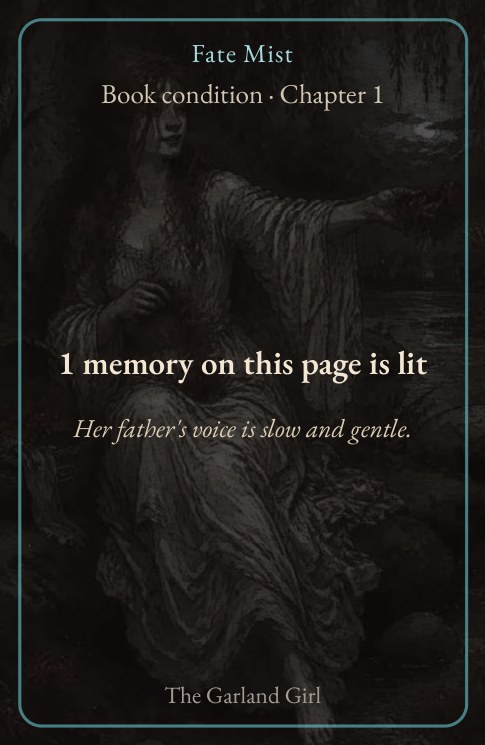 Fate Mist
Book condition · Chapter 1
1 memory on this page is lit
Her father's voice is slow and gentle.
The Garland Girl